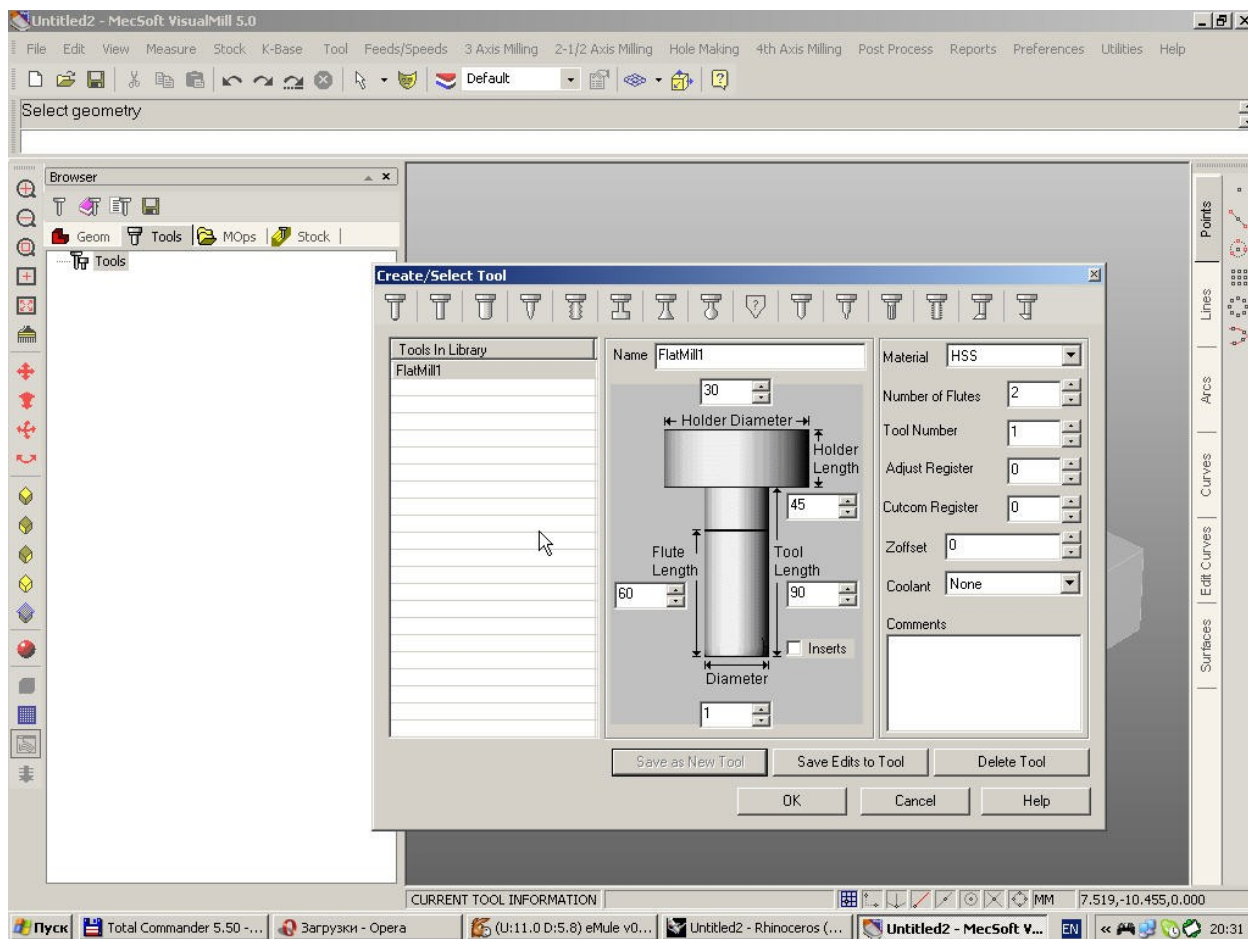 Untitled2 - MecSoft VisualMill 5.0
File Edit View Measure Stock K-Base Tool Feeds/Speeds 3 Axis Milling 2-1/2 Axis Milling Hole Making 4th Axis Milling Post Process Reports Preferences Utilities Help
Default
Select geometry
Browser
Geom Tools MOps Stock
Tools
Points
Lines
Arcs
Curves
Edit Curves
Surfaces
Create/Select Tool
Tools In Library
FlatMill1
Name FlatMill1
30
Holder Diameter
Holder
Length
45
Flute
Length
60
Tool
Length
90
Inserts
Diameter
1
Material HSS
Number of Flutes 2
Tool Number 1
Adjust Register 0
Cutcom Register 0
Zoffset 0
Coolant None
Comments
Save as New Tool Save Edits to Tool Delete Tool
OK Cancel Help
CURRENT TOOL INFORMATION MM 7.519,-10.455,0.000
Пуск Total Commander 5.50 -... Загрузки - Opera (U:11.0 D:5.8) eMule v0... Untitled2 - Rhinoceros (... Untitled2 - MecSoft V... EN « 20:31